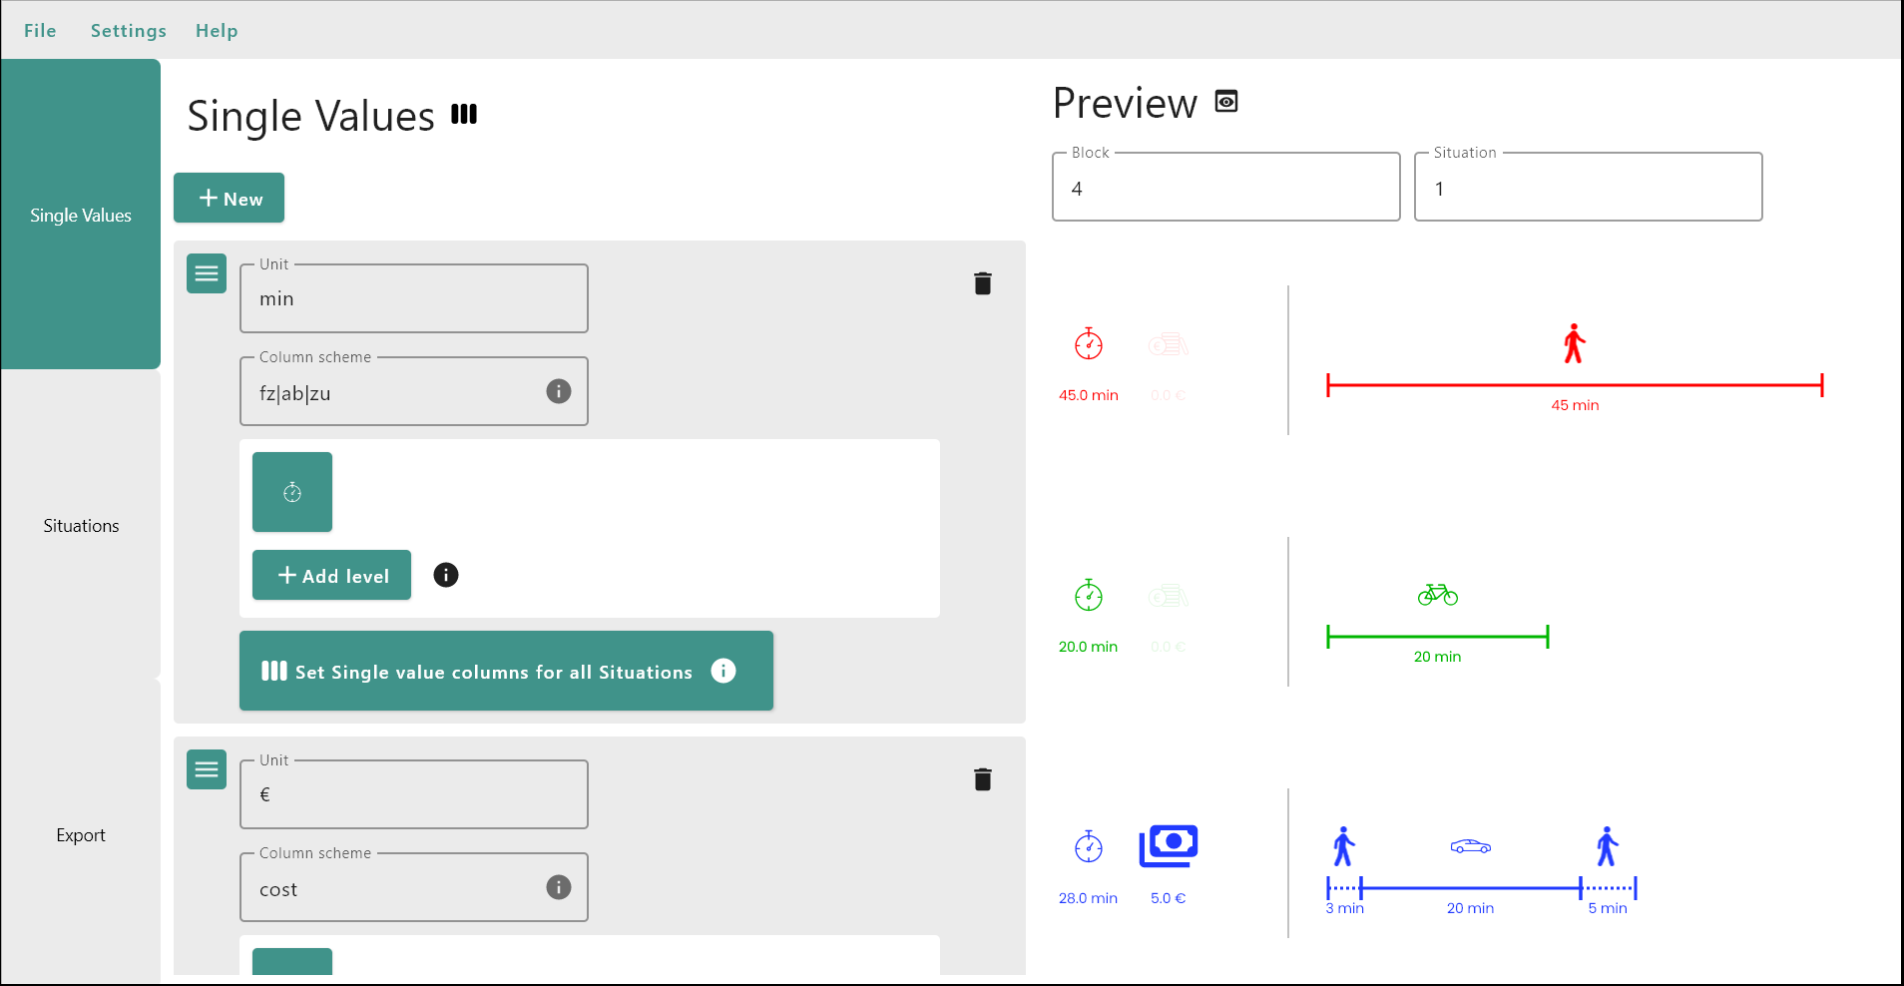 File Settings Help
Single Values
Situations
Export
Single Values
+ New
Unit
min
Column scheme
fz|ab|zu
+ Add level
Set Single value columns for all Situations
Unit
€
Column scheme
cost
Preview
Block
4
Situation
1
45.0 min 0.0 €
45 min
20.0 min 0.0 €
20 min
28.0 min 5.0 €
3 min 20 min 5 min